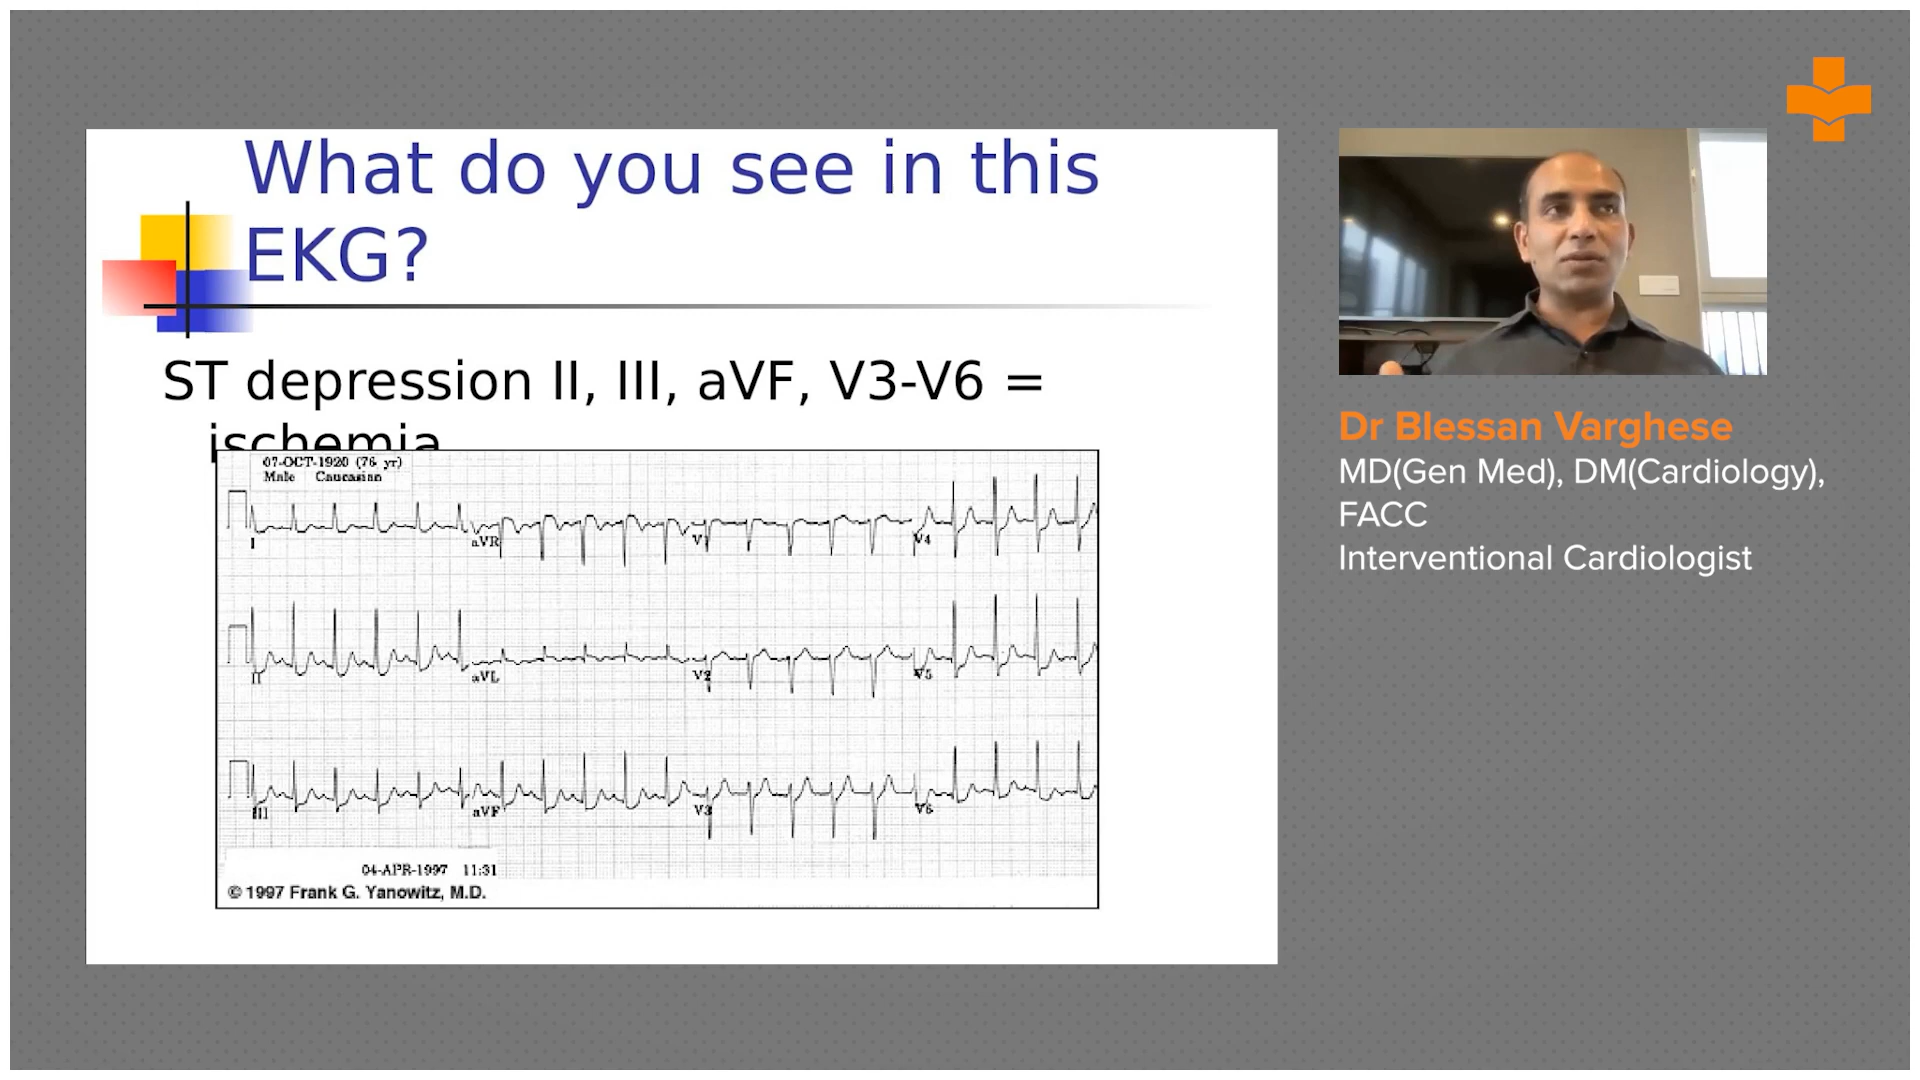 What do you see in this
EKG?
ST depression II, III, aVF, V3-V6 =
ischemia
07-OCT-1920 (76 yr)
Male Caucasian
I aVR V1 V4
II aVL V2 V5
III aVF V3 V6
04-APR-1997 11:31
© 1997 Frank G. Yanowitz, M.D.
Dr Blessan Varghese
MD(Gen Med), DM(Cardiology),
FACC
Interventional Cardiologist